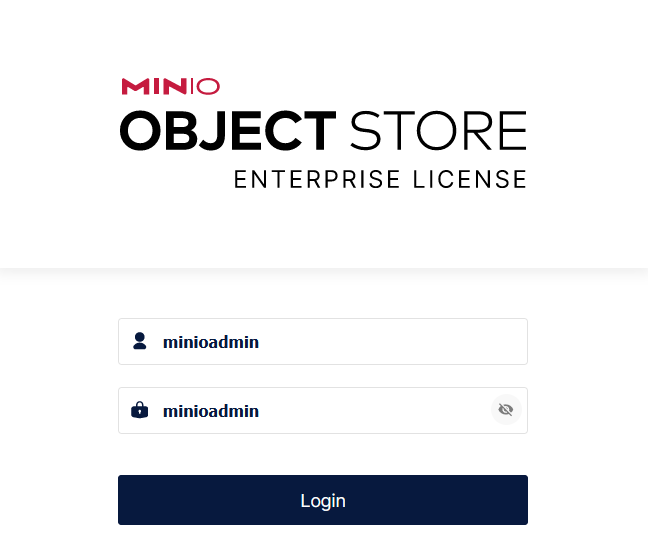 MINIO
OBJECT STORE
ENTERPRISE LICENSE
minioadmin
minioadmin
Login